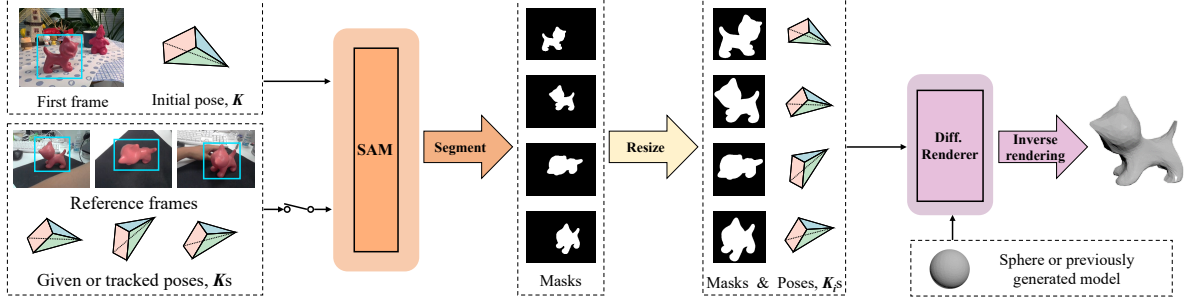 First frame
Initial pose, K
Reference frames
Given or tracked poses, Ks
SAM
Segment
Masks
Resize
Masks & Poses, Kᵢs
Diff.
Renderer
Inverse
rendering
Sphere or previously
generated model